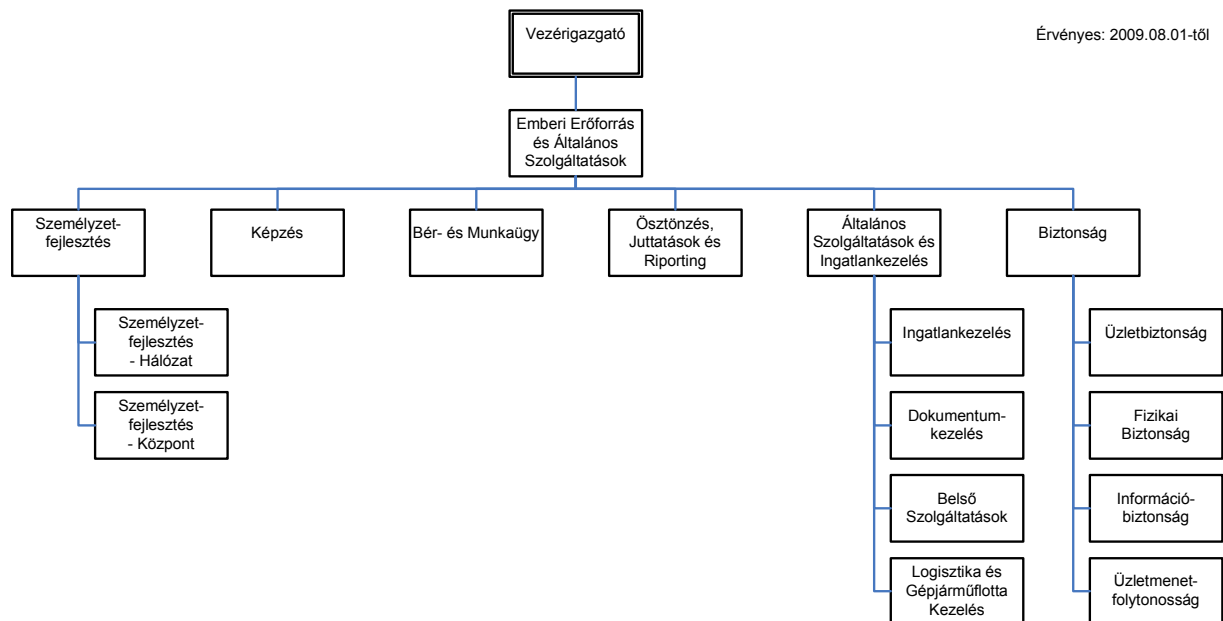 Vezérigazgató
Érvényes: 2009.08.01-től
Emberi Erőforrás
és Általános
Szolgáltatások
Személyzet-
fejlesztés
Képzés
Bér- és Munkaügy
Ösztönzés,
Juttatások és
Riporting
Általános
Szolgáltatások és
Ingatlankezelés
Biztonság
Személyzet-
fejlesztés
- Hálózat
Személyzet-
fejlesztés
- Központ
Ingatlankezelés
Dokumentum-
kezelés
Belső
Szolgáltatások
Logisztika és
Gépjárműflotta
Kezelés
Üzletbiztonság
Fizikai
Biztonság
Információ-
biztonság
Üzletmenet-
folytonosság